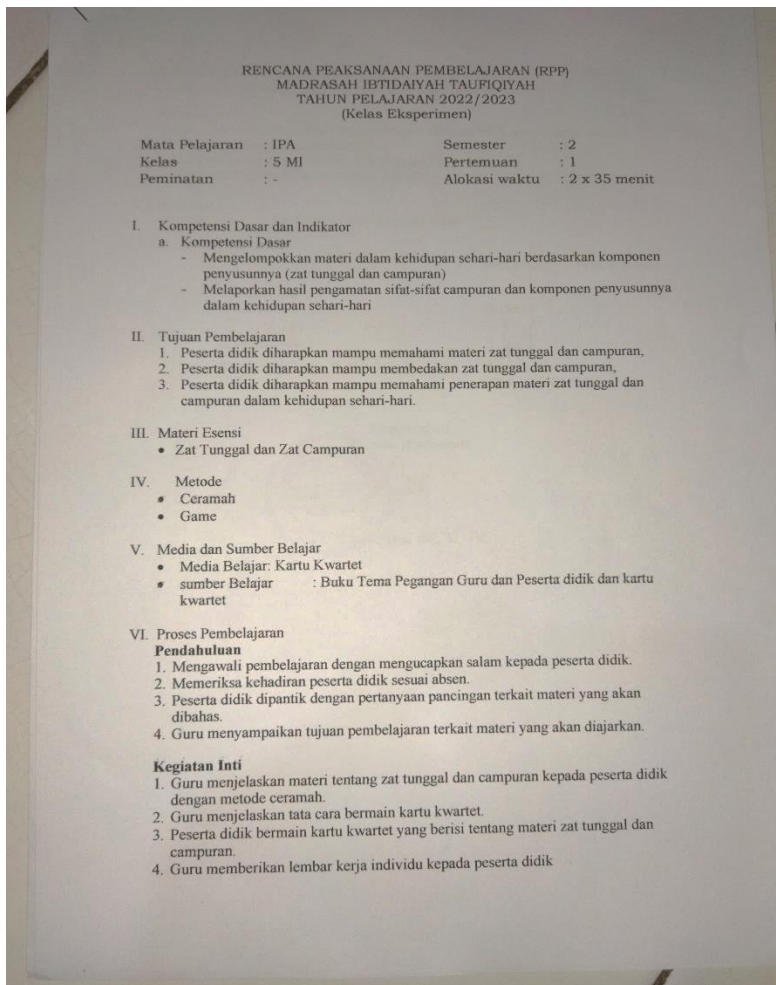 RENCANA PEAKSANAAN PEMBELAJARAN (RPP)
MADRASAH IBTIDAIYAH TAUFIQIYAH
TAHUN PELAJARAN 2022/2023
(Kelas Eksperimen)
Mata Pelajaran : IPA Semester : 2
Kelas : 5 MI Pertemuan : 1
Peminatan : - Alokasi waktu : 2 x 35 menit
I. Kompetensi Dasar dan Indikator
a. Kompetensi Dasar
- Mengelompokkan materi dalam kehidupan sehari-hari berdasarkan komponen
penyusunnya (zat tunggal dan campuran)
- Melaporkan hasil pengamatan sifat-sifat campuran dan komponen penyusunnya
dalam kehidupan sehari-hari
II. Tujuan Pembelajaran
1. Peserta didik diharapkan mampu memahami materi zat tunggal dan campuran,
2. Peserta didik diharapkan mampu membedakan zat tunggal dan campuran,
3. Peserta didik diharapkan mampu memahami penerapan materi zat tunggal dan
campuran dalam kehidupan sehari-hari.
III. Materi Esensi
• Zat Tunggal dan Zat Campuran
IV. Metode
• Ceramah
• Game
V. Media dan Sumber Belajar
• Media Belajar: Kartu Kwartet
• sumber Belajar : Buku Tema Pegangan Guru dan Peserta didik dan kartu
kwartet
VI. Proses Pembelajaran
Pendahuluan
1. Mengawali pembelajaran dengan mengucapkan salam kepada peserta didik.
2. Memeriksa kehadiran peserta didik sesuai absen.
3. Peserta didik dipantik dengan pertanyaan pancingan terkait materi yang akan
dibahas.
4. Guru menyampaikan tujuan pembelajaran terkait materi yang akan diajarkan.
Kegiatan Inti
1. Guru menjelaskan materi tentang zat tunggal dan campuran kepada peserta didik
dengan metode ceramah.
2. Guru menjelaskan tata cara bermain kartu kwartet.
3. Peserta didik bermain kartu kwartet yang berisi tentang materi zat tunggal dan
campuran.
4. Guru memberikan lembar kerja individu kepada peserta didik